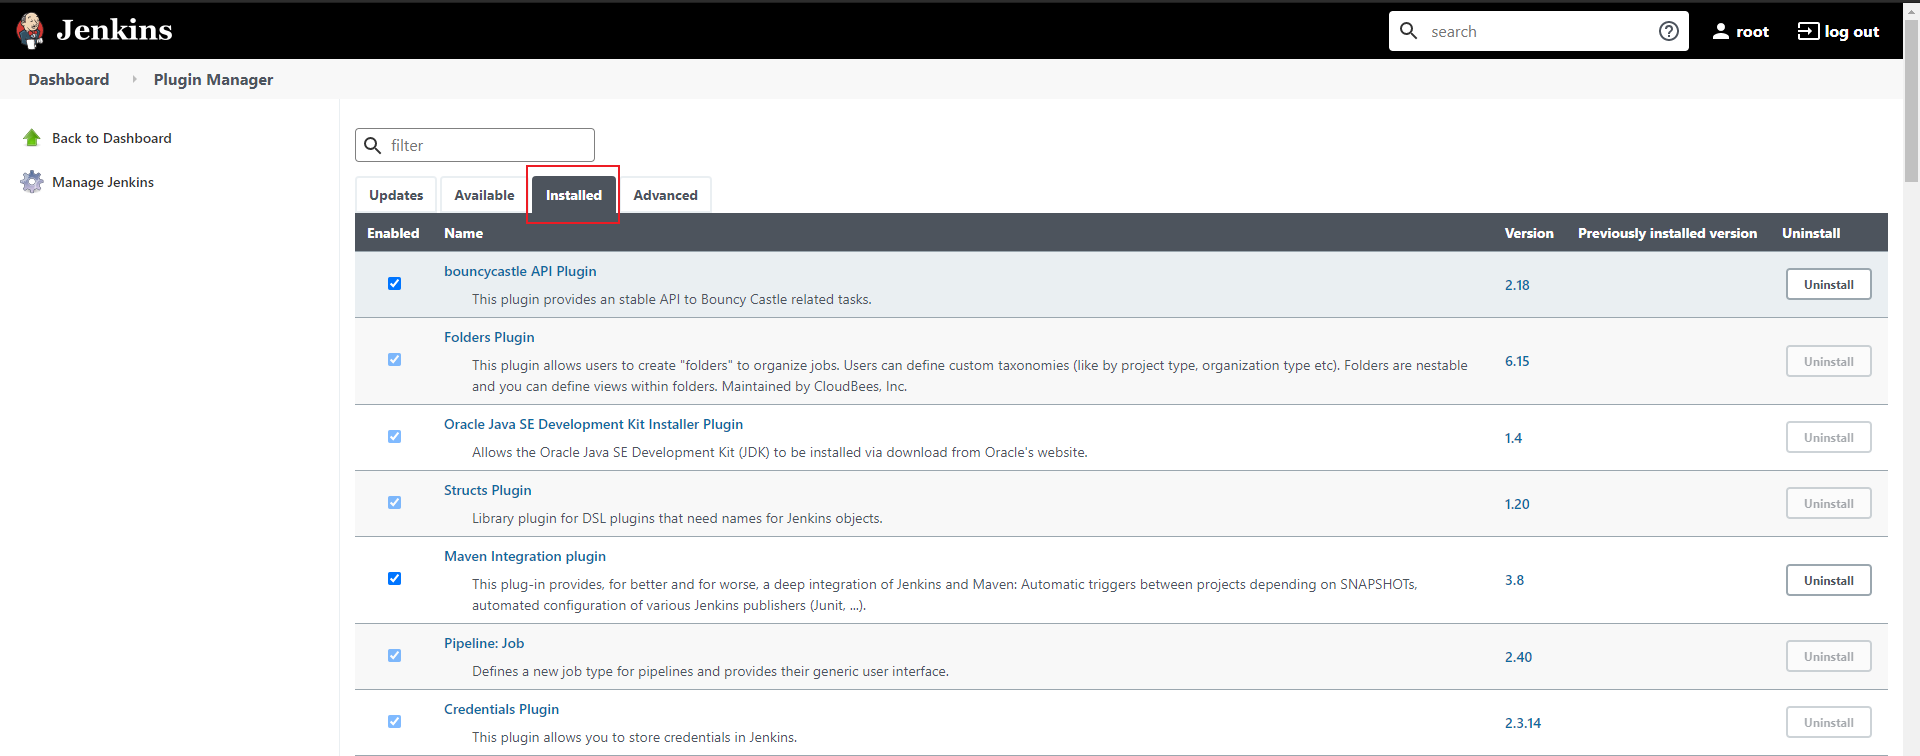 Jenkins
search
root
log out
Dashboard
Plugin Manager
Back to Dashboard
Manage Jenkins
filter
Updates
Available
Installed
Advanced
Enabled
Name
Version
Previously installed version
Uninstall
bouncycastle API Plugin
This plugin provides an stable API to Bouncy Castle related tasks.
2.18
Uninstall
Folders Plugin
This plugin allows users to create "folders" to organize jobs. Users can define custom taxonomies (like by project type, organization type etc). Folders are nestable
and you can define views within folders. Maintained by CloudBees, Inc.
6.15
Uninstall
Oracle Java SE Development Kit Installer Plugin
Allows the Oracle Java SE Development Kit (JDK) to be installed via download from Oracle's website.
1.4
Uninstall
Structs Plugin
Library plugin for DSL plugins that need names for Jenkins objects.
1.20
Uninstall
Maven Integration plugin
This plug-in provides, for better and for worse, a deep integration of Jenkins and Maven: Automatic triggers between projects depending on SNAPSHOTs,
automated configuration of various Jenkins publishers (Junit, ...).
3.8
Uninstall
Pipeline: Job
Defines a new job type for pipelines and provides their generic user interface.
2.40
Uninstall
Credentials Plugin
This plugin allows you to store credentials in Jenkins.
2.3.14
Uninstall